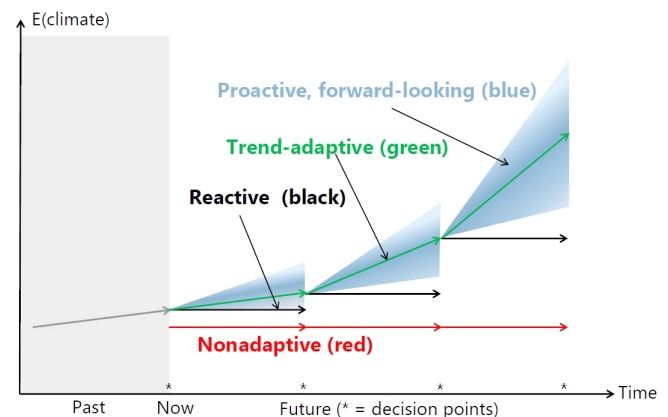 E(climate)
Proactive, forward-looking (blue)
Trend-adaptive (green)
Reactive (black)
Nonadaptive (red)
* * * *
Time
Past Now Future (* = decision points)